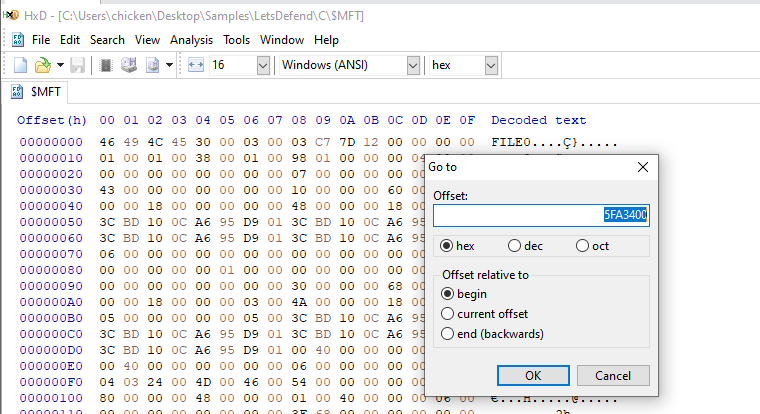 HxD - [C:\Users\chicken\Desktop\Samples\LetsDefend\C\$MFT]
File Edit Search View Analysis Tools Window Help
16 Windows (ANSI) hex
$MFT
Offset(h) 00 01 02 03 04 05 06 07 08 09 0A 0B 0C 0D 0E 0F Decoded text
00000000 46 49 4C 45 30 00 03 00 03 C7 7D 12 00 00 00 00 FILE0....Ç}.....
00000010 01 00 01 00 38 00 01 00 98 01 00 00 00
00000020 00 00 00 00 00 00 00 00 07 00 00 00 00
00000030 43 00 00 00 00 00 00 00 10 00 00 00 60
00000040 00 00 18 00 00 00 00 00 48 00 00 00 18
00000050 3C BD 10 0C A6 95 D9 01 3C BD 10 0C A6
00000060 3C BD 10 0C A6 95 D9 01 3C BD 10 0C A6
00000070 06 00 00 00 00 00 00 00 00 00 00 00 00
00000080 00 00 00 00 00 01 00 00 00 00 00 00 00
00000090 00 00 00 00 00 00 00 00 30 00 00 00 68
000000A0 00 00 18 00 00 00 03 00 4A 00 00 00 18
000000B0 05 00 00 00 00 00 05 00 3C BD 10 0C A6
000000C0 3C BD 10 0C A6 95 D9 01 3C BD 10 0C A6
000000D0 3C BD 10 0C A6 95 D9 01 00 40 00 00 00
000000E0 00 40 00 00 00 00 00 00 06 00 00 00 00
000000F0 04 03 24 00 4D 00 46 00 54 00 00 00 00
00000100 80 00 00 00 48 00 00 00 01 00 40 00 00 00 00 06 00 €...H.....@.....
Go to
Offset:
5FA3400
hex dec oct
Offset relative to
begin
current offset
end (backwards)
OK Cancel